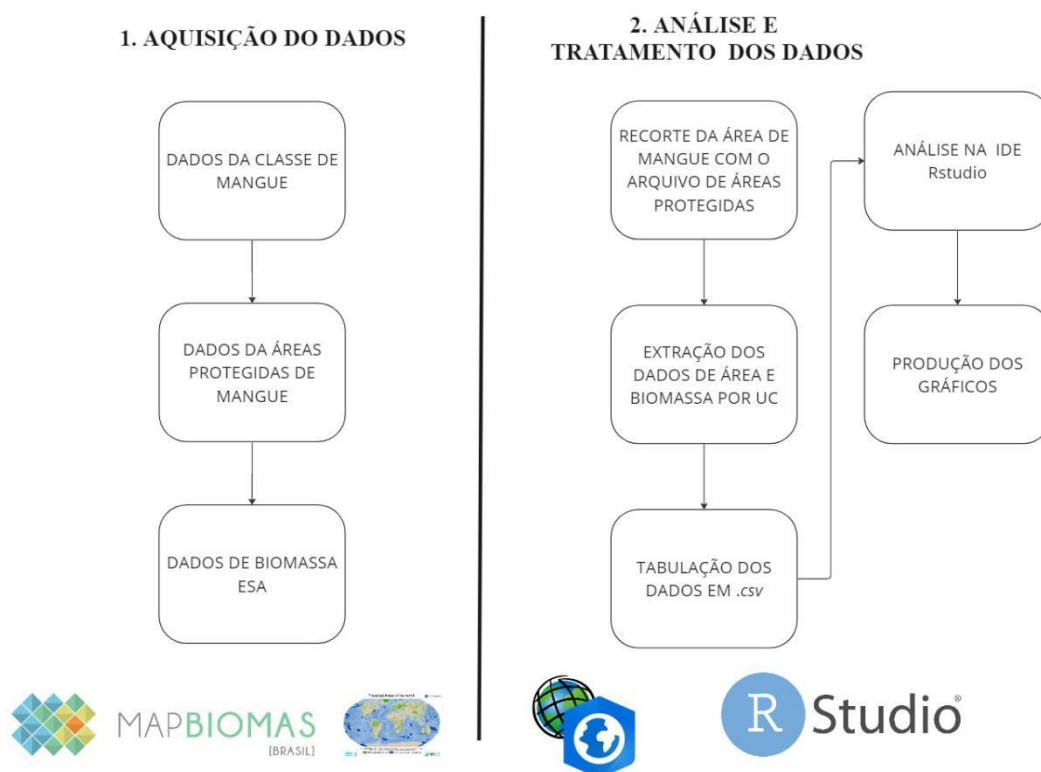 1. AQUISIÇÃO DO DADOS
DADOS DA CLASSE DE
MANGUE
DADOS DA ÁREAS
PROTEGIDAS DE
MANGUE
DADOS DE BIOMASSA
ESA
MAPBIOMAS
[BRASIL]
2. ANÁLISE E
TRATAMENTO DOS DADOS
RECORTE DA ÁREA DE
MANGUE COM O
ARQUIVO DE ÁREAS
PROTEGIDAS
EXTRAÇÃO DOS
DADOS DE ÁREA E
BIOMASSA POR UC
TABULAÇÃO DOS
DADOS EM .csv
ANÁLISE NA IDE
Rstudio
PRODUÇÃO DOS
GRÁFICOS
R Studio®